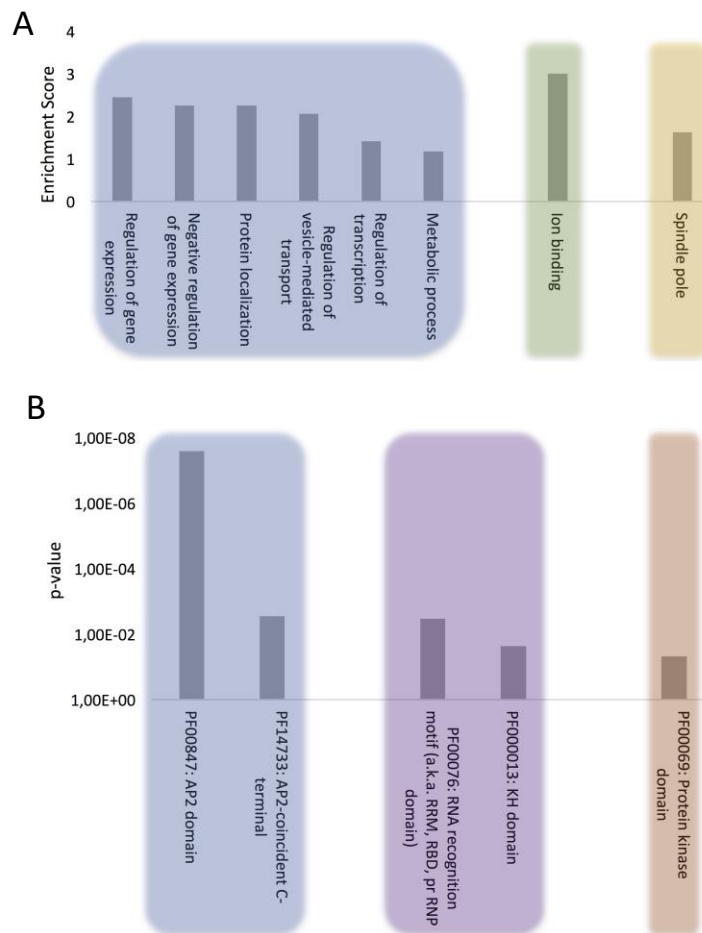 A
4
3
2
1
0
Enrichment Score
Regulation of gene
expression
Negative regulation
of gene expression
Protein localization
Regulation of
vesicle-mediated
transport
Regulation of
transcription
Metabolic process
Ion binding
Spindle pole
B
1,00E-08
1,00E-06
1,00E-04
1,00E-02
1,00E+00
p-value
PF00847: AP2 domain
PF14733: AP2-coincident C-
terminal
PF00076: RNA recognition
motif (a.k.a. RRM, RBD, pr RNP
domain)
PF000013: KH domain
PF00069: Protein kinase
domain